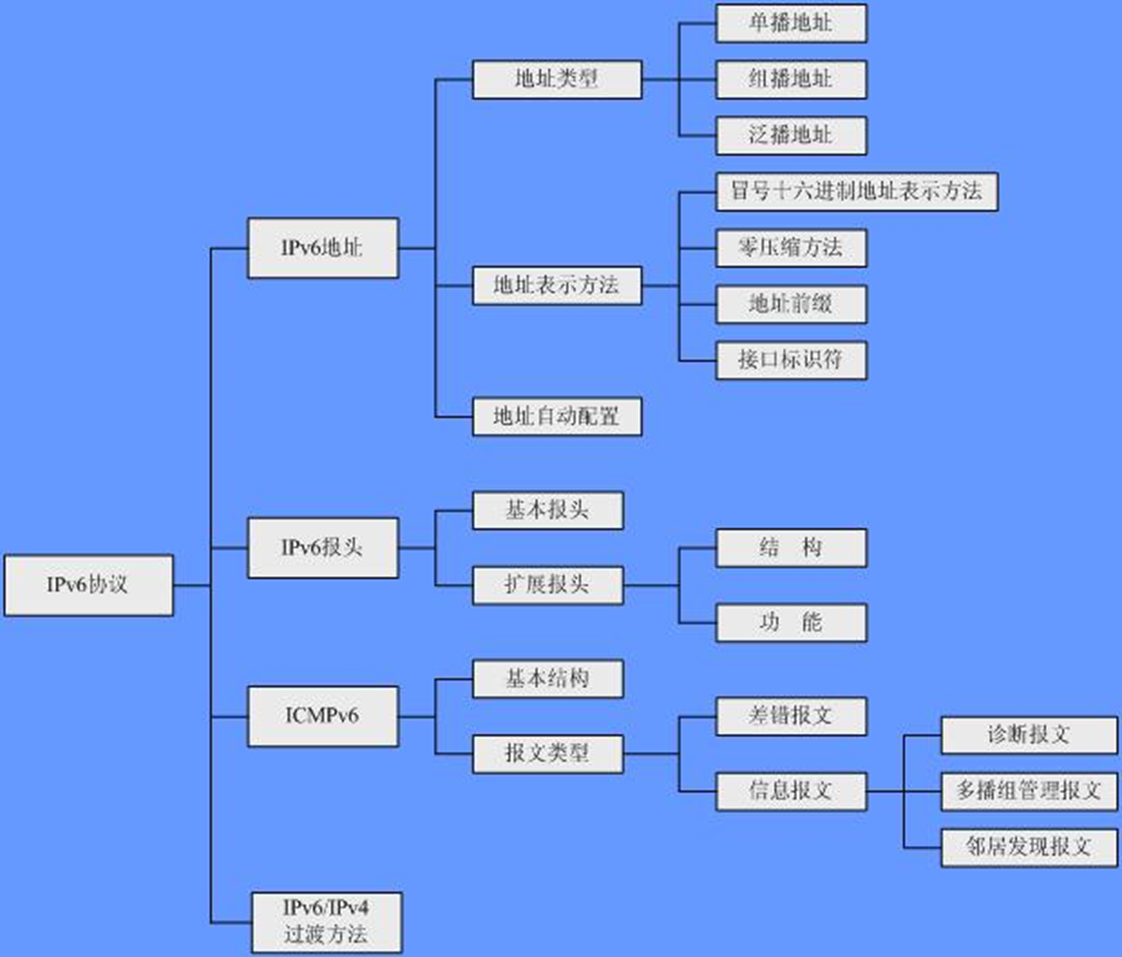 IPv6协议
IPv6地址
地址类型
单播地址
组播地址
泛播地址
地址表示方法
冒号十六进制地址表示方法
零压缩方法
地址前缀
接口标识符
地址自动配置
IPv6报头
基本报头
扩展报头
结 构
功 能
ICMPv6
基本结构
报文类型
差错报文
信息报文
诊断报文
多播组管理报文
邻居发现报文
IPv6/IPv4
过渡方法